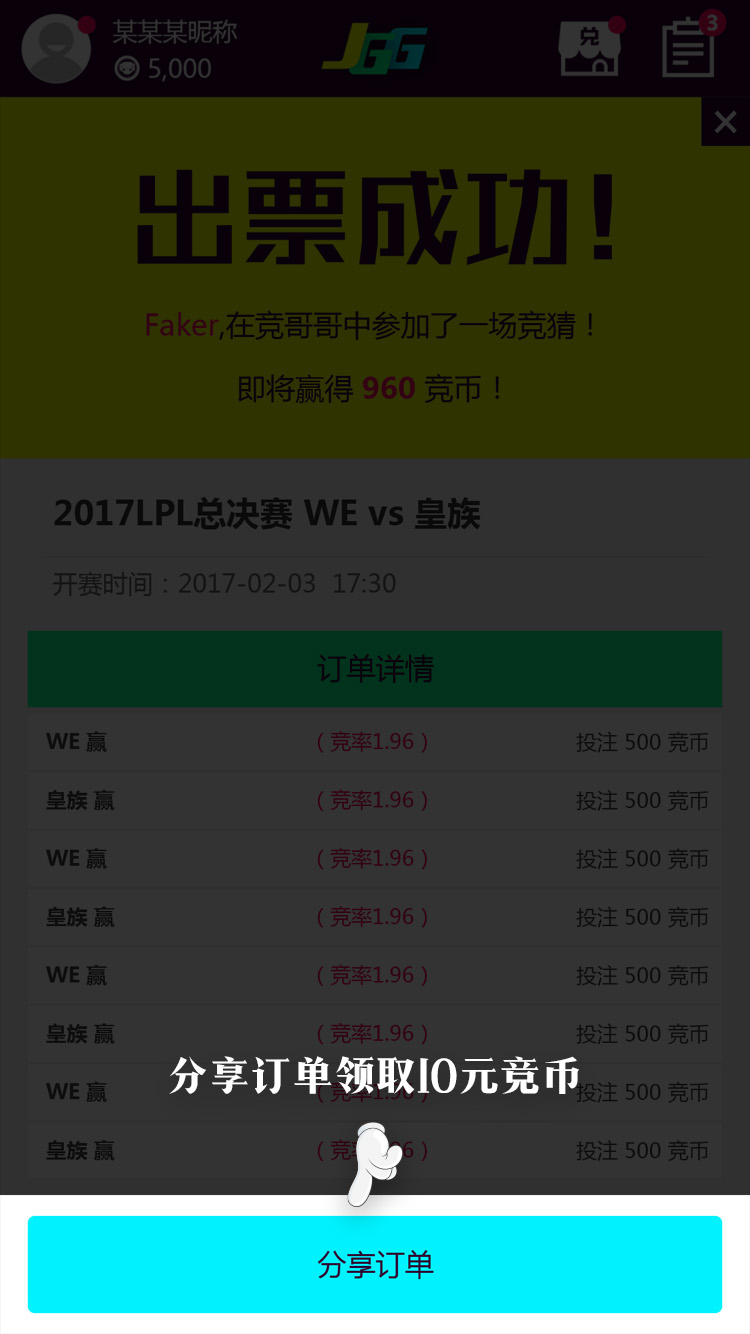 某某某昵称
5,000
JGG
兑
3
出票成功!
Faker,在竞哥哥中参加了一场竞猜！
即将赢得 960 竞币！
2017LPL总决赛 WE vs 皇族
开赛时间：2017-02-03 17:30
订单详情
WE 赢 （竞率1.96） 投注 500 竞币
皇族 赢 （竞率1.96） 投注 500 竞币
WE 赢 （竞率1.96） 投注 500 竞币
皇族 赢 （竞率1.96） 投注 500 竞币
WE 赢 （竞率1.96） 投注 500 竞币
皇族 赢 （竞率1.96） 投注 500 竞币
分享订单领取10元竞币
WE 赢 （竞率1.96） 投注 500 竞币
皇族 赢 （竞率1.96） 投注 500 竞币
分享订单